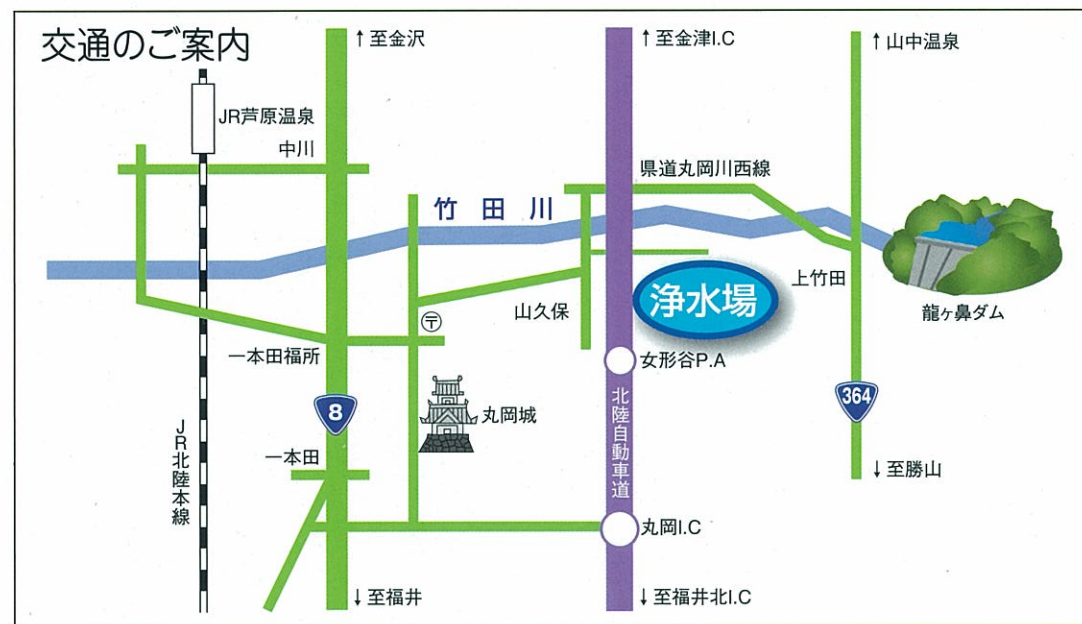 交通のご案内
↑至金沢
↑至金津I.C
↑山中温泉
JR芦原温泉
中川
県道丸岡川西線
竹田川
浄水場
上竹田
龍ヶ鼻ダム
山久保
〒
一本田福所
女形谷P.A
8
丸岡城
北陸自動車道
364
JR北陸本線
一本田
↓至勝山
丸岡I.C
↓至福井
↓至福井北I.C